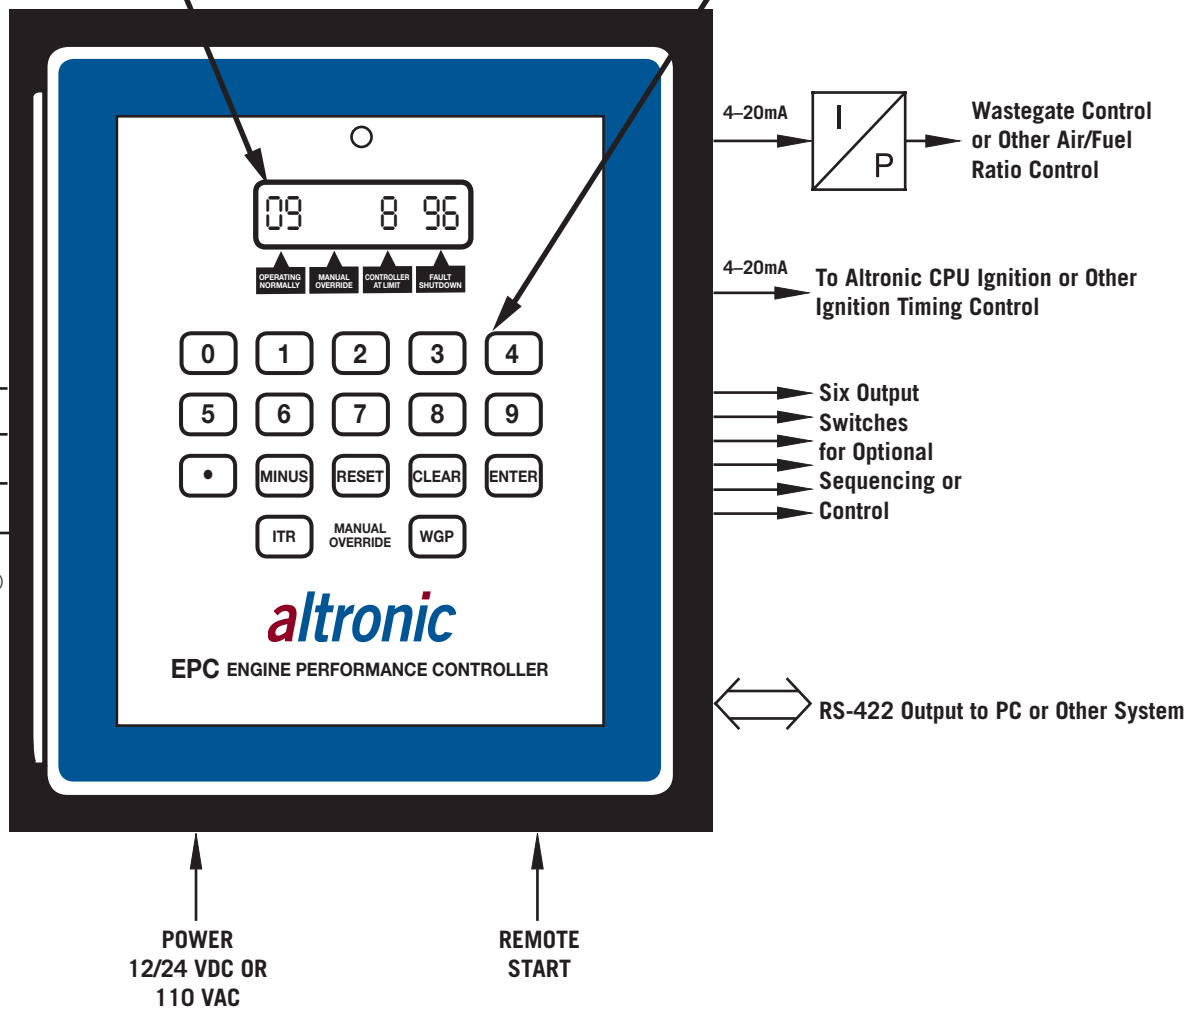 4–20mA
I
P
Wastegate Control
or Other Air/Fuel
Ratio Control
09 8 96
OPERATING
NORMALLY
MANUAL
OVERRIDE
CONTROLLER
AT LIMIT
FAULT
SHUTDOWN
4–20mA
To Altronic CPU Ignition or Other
Ignition Timing Control
0 1 2 3 4
5 6 7 8 9
• MINUS RESET CLEAR ENTER
ITR
MANUAL
OVERRIDE
WGP
Six Output
Switches
for Optional
Sequencing or
Control
)
altronic
EPC ENGINE PERFORMANCE CONTROLLER
RS-422 Output to PC or Other System
POWER
12/24 VDC OR
110 VAC
REMOTE
START